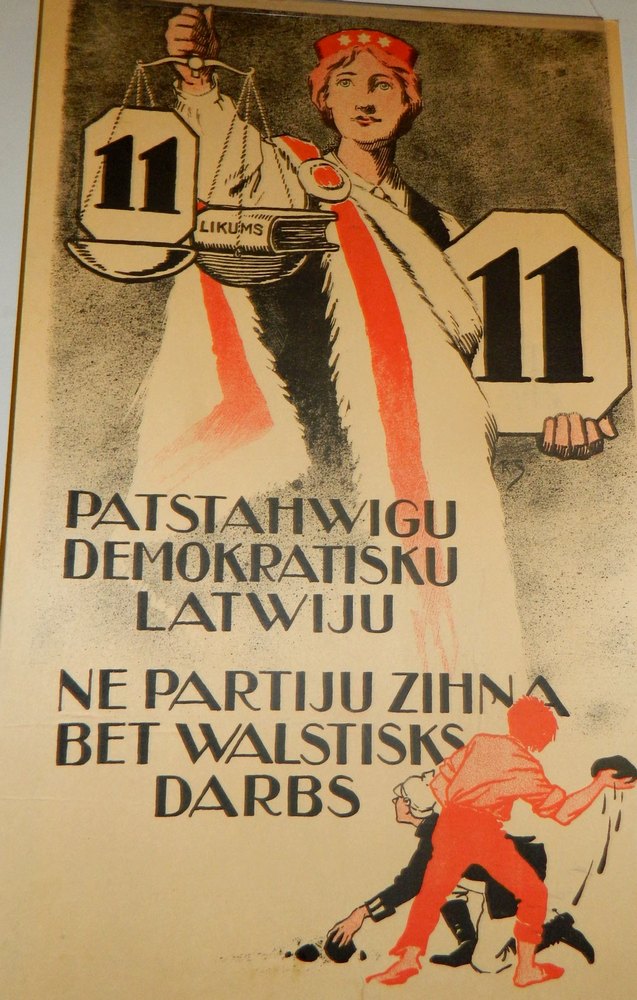 11
LIKUMS
11
PATSTAHWIGU
DEMOKRATISKU
LATWIJU
NE PARTIJU ZIHNA
BET WALSTISKS
DARBS